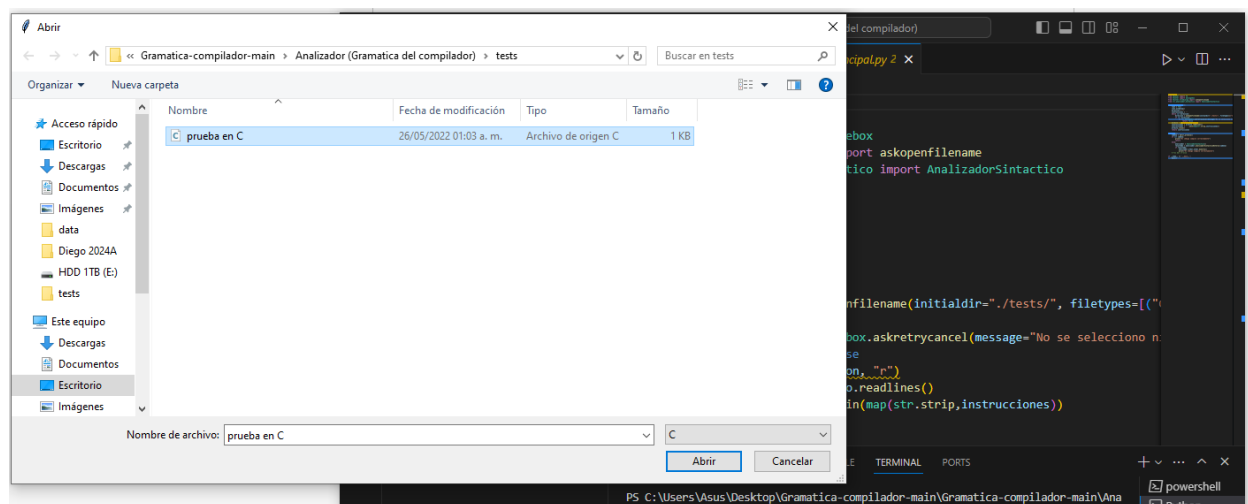 Abrir
« Gramatica-compilador-main › Analizador (Gramatica del compilador) › tests
Buscar en tests
Organizar
Nueva carpeta
Nombre
Fecha de modificación
Tipo
Tamaño
prueba en C
26/05/2022 01:03 a. m.
Archivo de origen C
1 KB
Acceso rápido
Escritorio
Descargas
Documentos
Imágenes
data
Diego 2024A
HDD 1TB (E:)
tests
Este equipo
Descargas
Documentos
Escritorio
Imágenes
Nombre de archivo:
prueba en C
C
Abrir
Cancelar
del compilador)
ncipal.py 2
ebox
port askopenfilename
tico import AnalizadorSintactico
nfilename(initialdir="./tests/", filetypes=[("
box.askretrycancel(message="No se selecciono n
se
on, "r")
o.readlines()
in(map(str.strip,instrucciones))
LE
TERMINAL
PORTS
PS C:\Users\Asus\Desktop\Gramatica-compilador-main\Gramatica-compilador-main\Ana
powershell
Python